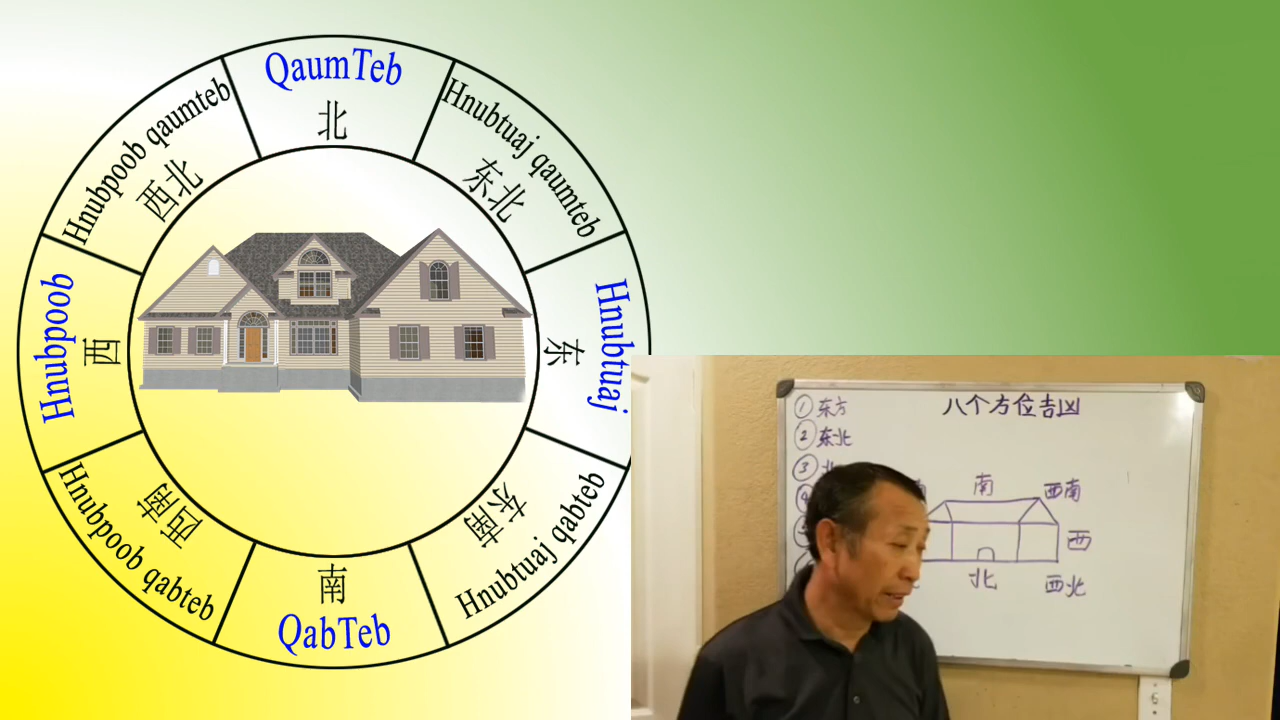 QaumTeb
北
Hnubtuaj qaumteb
东北
Hnubtuaj
东
Hnubtuaj qabteb
东南
南
QabTeb
Hnubpoob qabteb
西南
Hnubpoob
西
Hnubpoob qaumteb
西北
八个方位吉凶
① 东方
② 东北
③ 北
南
西南
西
北
西北